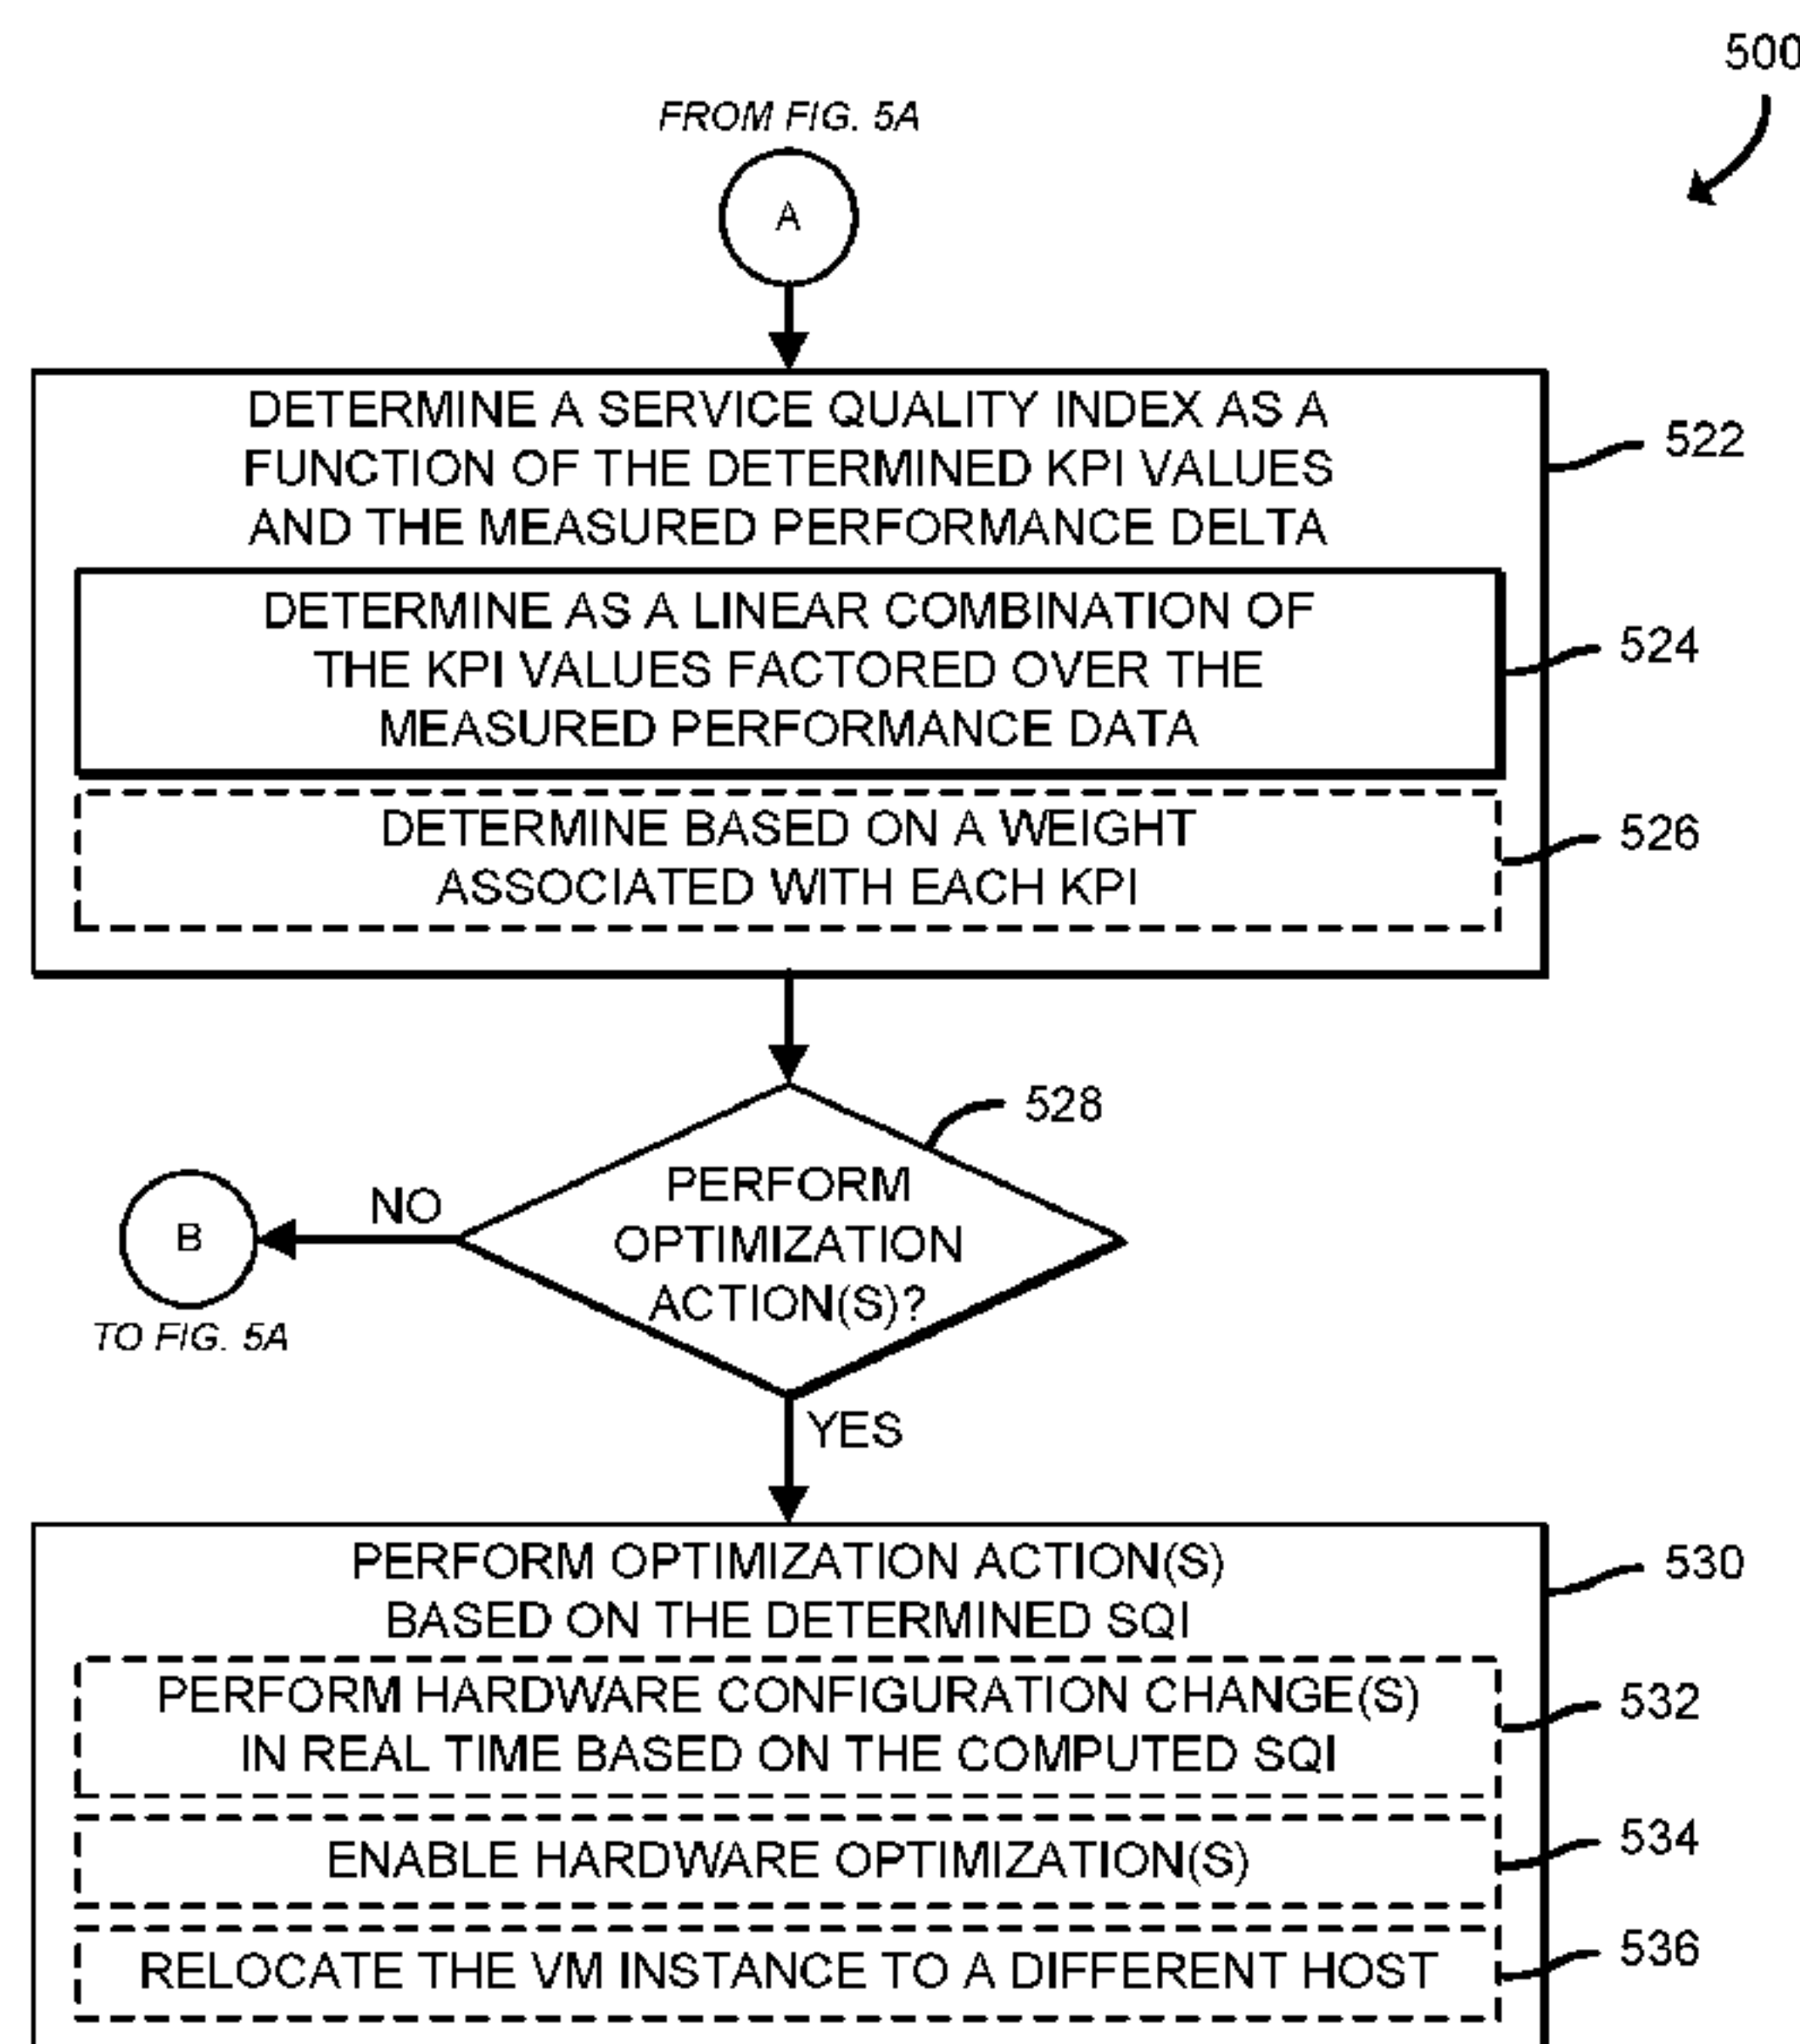 500
FROM FIG. 5A
A
DETERMINE A SERVICE QUALITY INDEX AS A
FUNCTION OF THE DETERMINED KPI VALUES
AND THE MEASURED PERFORMANCE DELTA
522
DETERMINE AS A LINEAR COMBINATION OF
THE KPI VALUES FACTORED OVER THE
MEASURED PERFORMANCE DATA
524
DETERMINE BASED ON A WEIGHT
ASSOCIATED WITH EACH KPI
526
528
PERFORM
OPTIMIZATION
ACTION(S)?
NO
B
TO FIG. 5A
YES
PERFORM OPTIMIZATION ACTION(S)
BASED ON THE DETERMINED SQI
530
PERFORM HARDWARE CONFIGURATION CHANGE(S)
IN REAL TIME BASED ON THE COMPUTED SQI
532
ENABLE HARDWARE OPTIMIZATION(S)
534
RELOCATE THE VM INSTANCE TO A DIFFERENT HOST
536